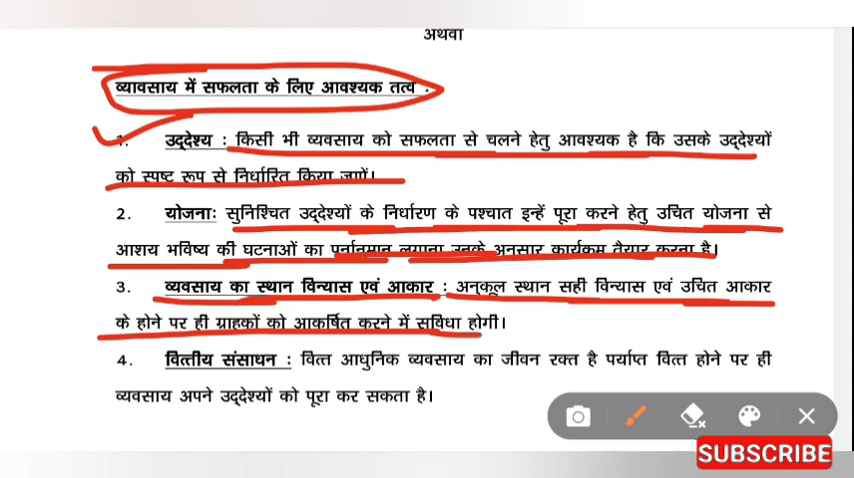 अथवा
व्यावसाय में सफलता के लिए आवश्यक तत्व :
1. उद्देश्य : किसी भी व्यवसाय को सफलता से चलने हेतु आवश्यक है कि उसके उद्देश्यों
को स्पष्ट रूप से निर्धारित किया जाऐं।
2. योजनाः सुनिश्चित उद्देश्यों के निर्धारण के पश्चात इन्हें पूरा करने हेतु उचित योजना से
आशय भविष्य की घटनाओं का पूर्वानुमान लगाना उनके अनुसार कार्यक्रम तैयार करना है।
3. व्यवसाय का स्थान विन्यास एवं आकार : अनुकूल स्थान सही विन्यास एवं उचित आकार
के होने पर ही ग्राहकों को आकर्षित करने में सुविधा होगी।
4. वित्तीय संसाधन : वित्त आधुनिक व्यवसाय का जीवन रक्त है पर्याप्त वित्त होने पर ही
व्यवसाय अपने उद्देश्यों को पूरा कर सकता है।
SUBSCRIBE